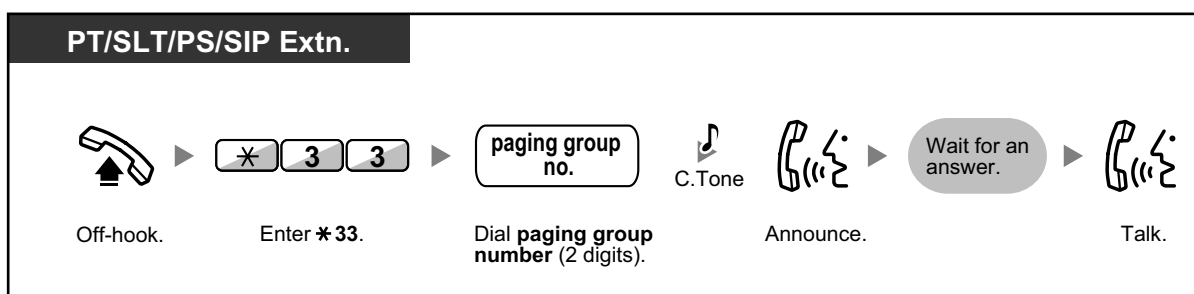 PT/SLT/PS/SIP Extn.
✳ 3 3
paging group
no.
C.Tone
Wait for an
answer.
Off-hook.
Enter ✳33.
Dial paging group
number (2 digits).
Announce.
Talk.